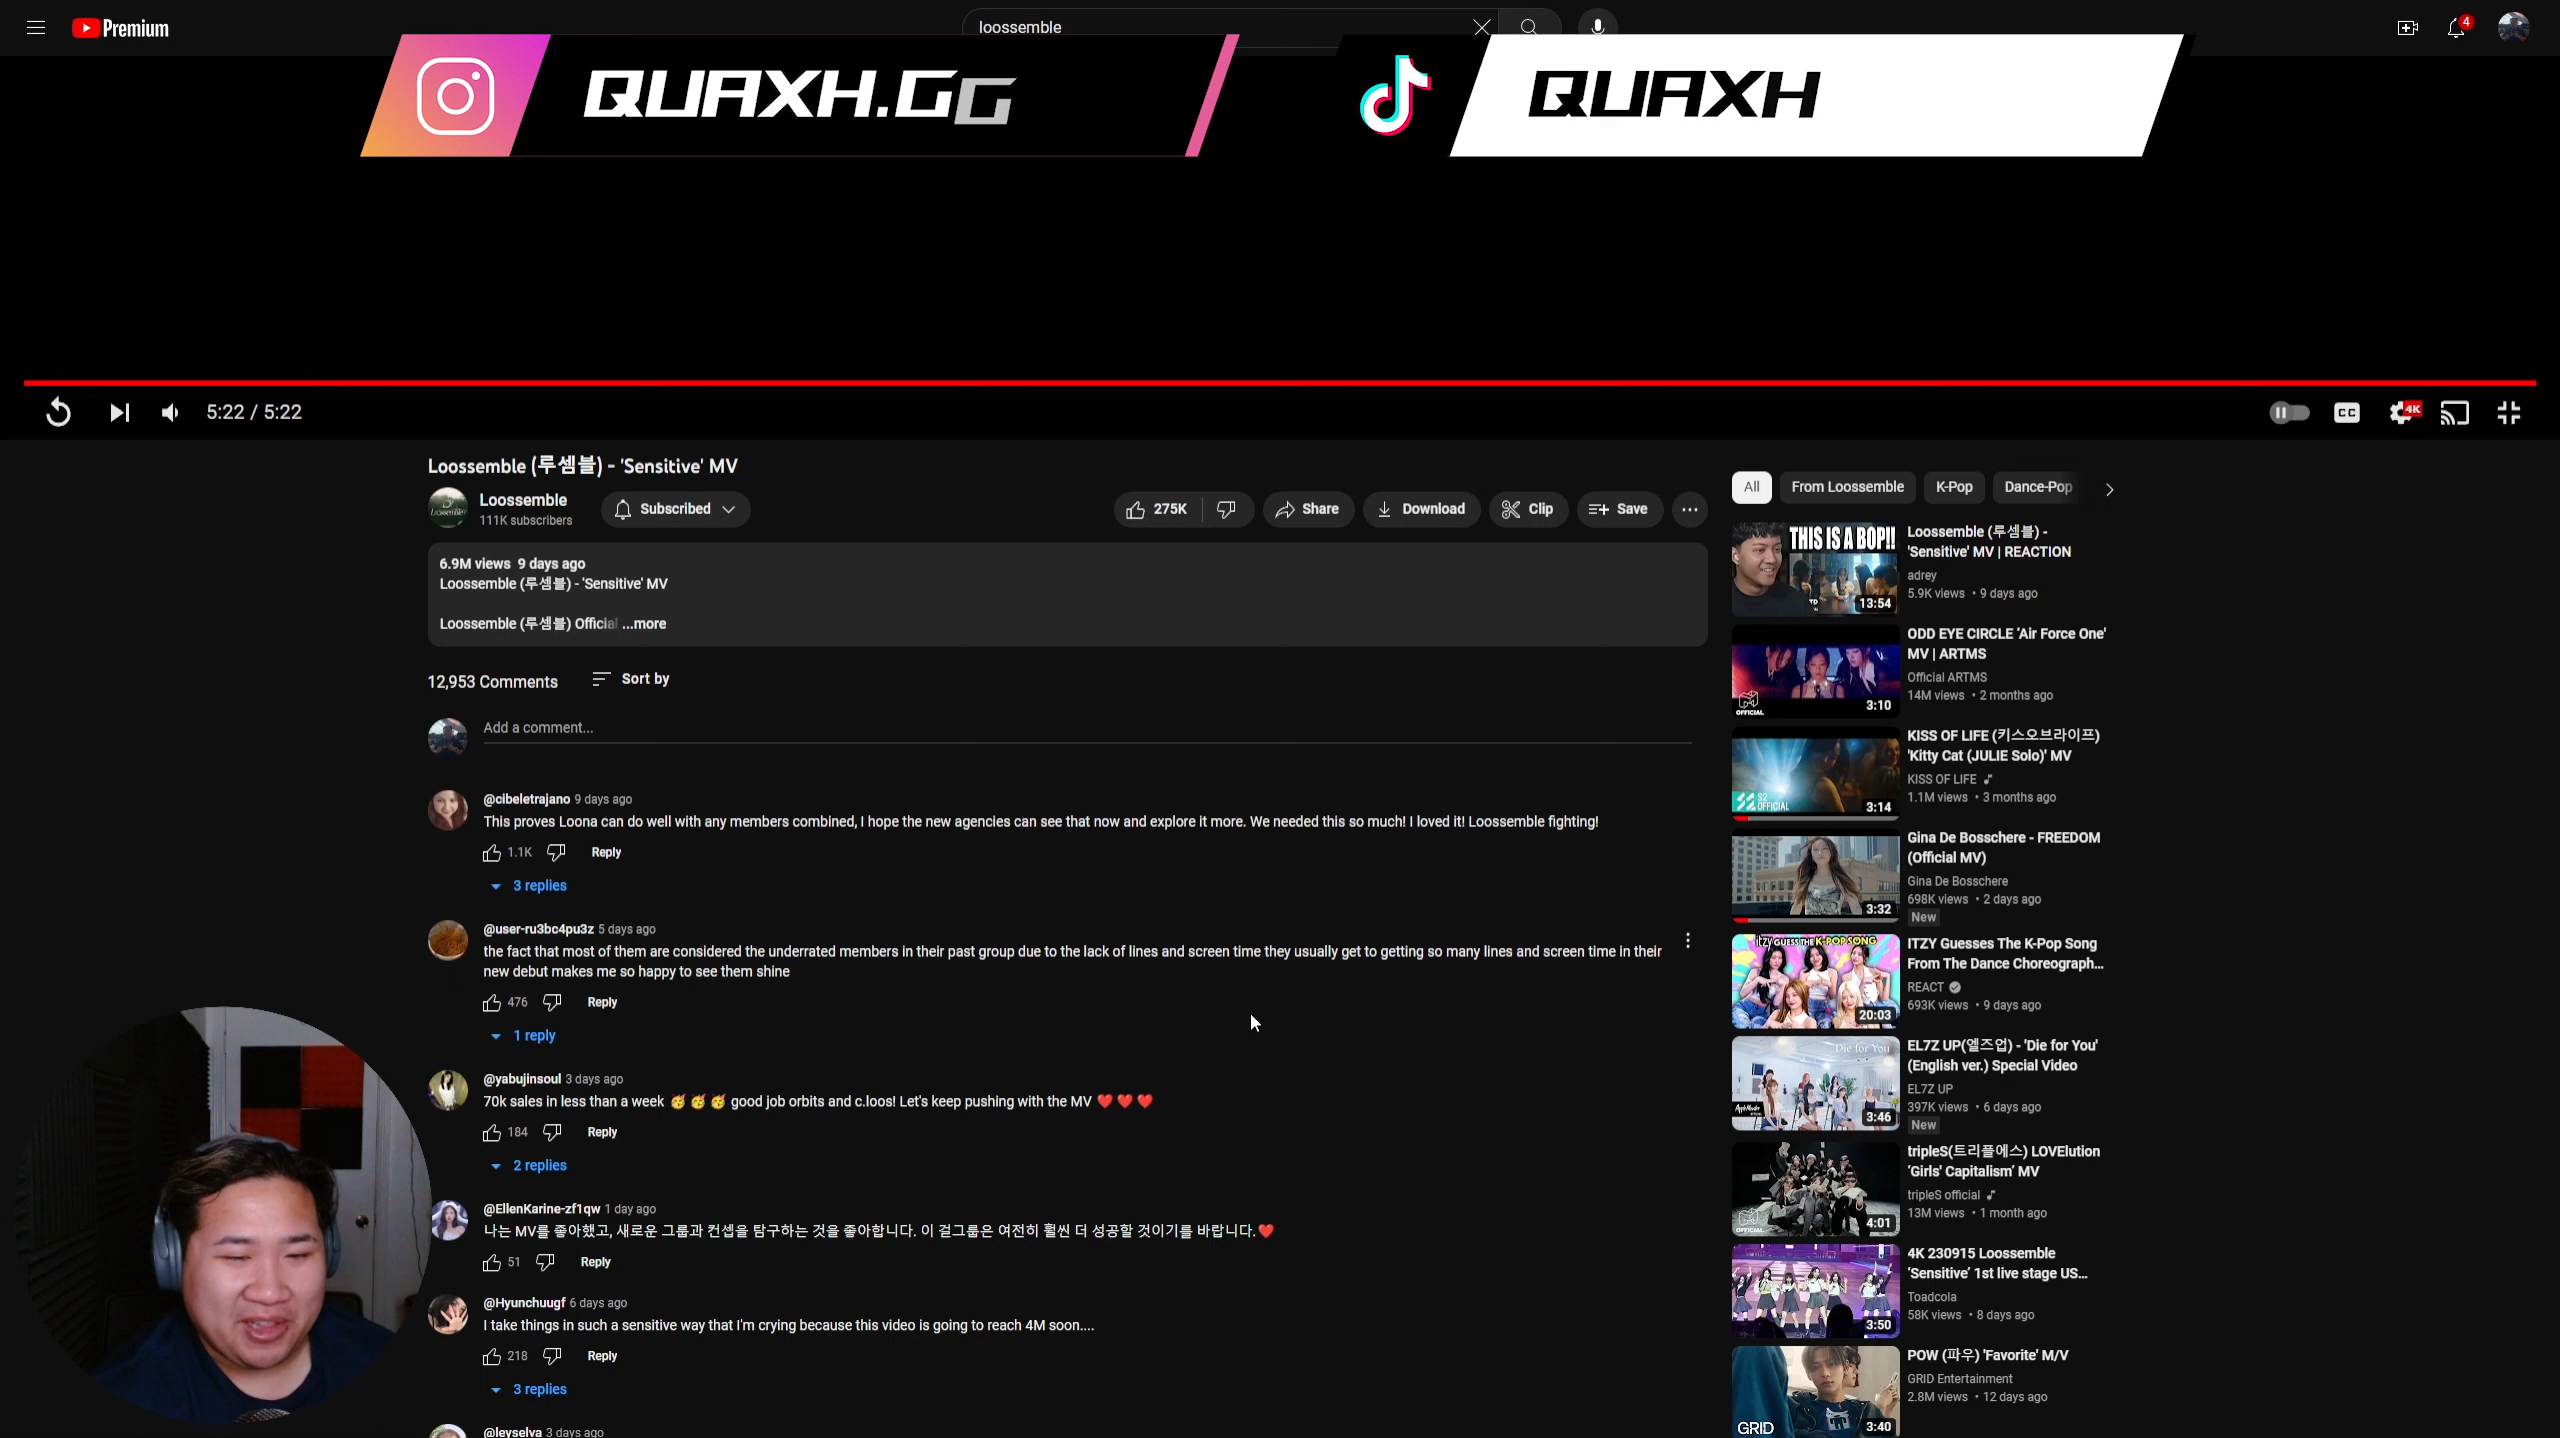 Premium
loossemble
4
QUAXH.GG
QUAXH
5:22 / 5:22
CC
4K
Loossemble (루셈블) - 'Sensitive' MV
Loossemble
111K subscribers
Subscribed
275K
Share
Download
Clip
Save
6.9M views 9 days ago
Loossemble (루셈블) - 'Sensitive' MV
Loossemble (루셈블) Official ...more
12,953 Comments
Sort by
Add a comment...
@cibeletrajano 9 days ago
This proves Loona can do well with any members combined, I hope the new agencies can see that now and explore it more. We needed this so much! I loved it! Loossemble fighting!
1.1K
Reply
3 replies
@user-ru3bc4pu3z 5 days ago
the fact that most of them are considered the underrated members in their past group due to the lack of lines and screen time they usually get to getting so many lines and screen time in their
new debut makes me so happy to see them shine
476
Reply
1 reply
@yabujinsoul 3 days ago
70k sales in less than a week 🥳 🥳 🥳 good job orbits and c.loos! Let's keep pushing with the MV ❤️ ❤️ ❤️
184
Reply
2 replies
@EllenKarine-zf1qw 1 day ago
나는 MV를 좋아했고, 새로운 그룹과 컨셉을 탐구하는 것을 좋아합니다. 이 걸그룹은 여전히 훨씬 더 성공할 것이기를 바랍니다.❤️
51
Reply
@Hyunchuugf 6 days ago
I take things in such a sensitive way that I'm crying because this video is going to reach 4M soon....
218
Reply
3 replies
@leyselva 3 days ago
All
From Loossemble
K-Pop
Dance-Pop
THIS IS A BOP!!
13:54
Loossemble (루셈블) -
'Sensitive' MV | REACTION
adrey
5.9K views • 9 days ago
OFFICIAL
3:10
ODD EYE CIRCLE 'Air Force One'
MV | ARTMS
Official ARTMS
14M views • 2 months ago
S2
OFFICIAL
3:14
KISS OF LIFE (키스오브라이프)
'Kitty Cat (JULIE Solo)' MV
KISS OF LIFE
1.1M views • 3 months ago
3:32
Gina De Bosschere - FREEDOM
(Official MV)
Gina De Bosschere
698K views • 2 days ago
New
ITZY GUESSES THE K-POP SONG
20:03
ITZY Guesses The K-Pop Song
From The Dance Choreograph...
REACT
693K views • 9 days ago
Die for You
3:46
EL7Z UP(엘즈업) - 'Die for You'
(English ver.) Special Video
EL7Z UP
397K views • 6 days ago
New
OFFICIAL
4:01
tripleS(트리플에스) LOVElution
'Girls' Capitalism' MV
tripleS official
13M views • 1 month ago
3:50
4K 230915 Loossemble
'Sensitive' 1st live stage US...
Toadcola
58K views • 8 days ago
GRID
3:40
POW (파우) 'Favorite' M/V
GRID Entertainment
2.8M views • 12 days ago